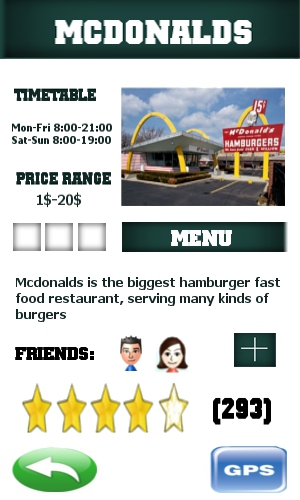 MCDONALDS
TIMETABLE
Mon-Fri 8:00-21:00
Sat-Sun 8:00-19:00
PRICE RANGE
1$-20$
15¢
McDonald's
HAMBURGERS
MENU
Mcdonalds is the biggest hamburger fast
food restaurant, serving many kinds of
burgers
FRIENDS:
(293)
GPS